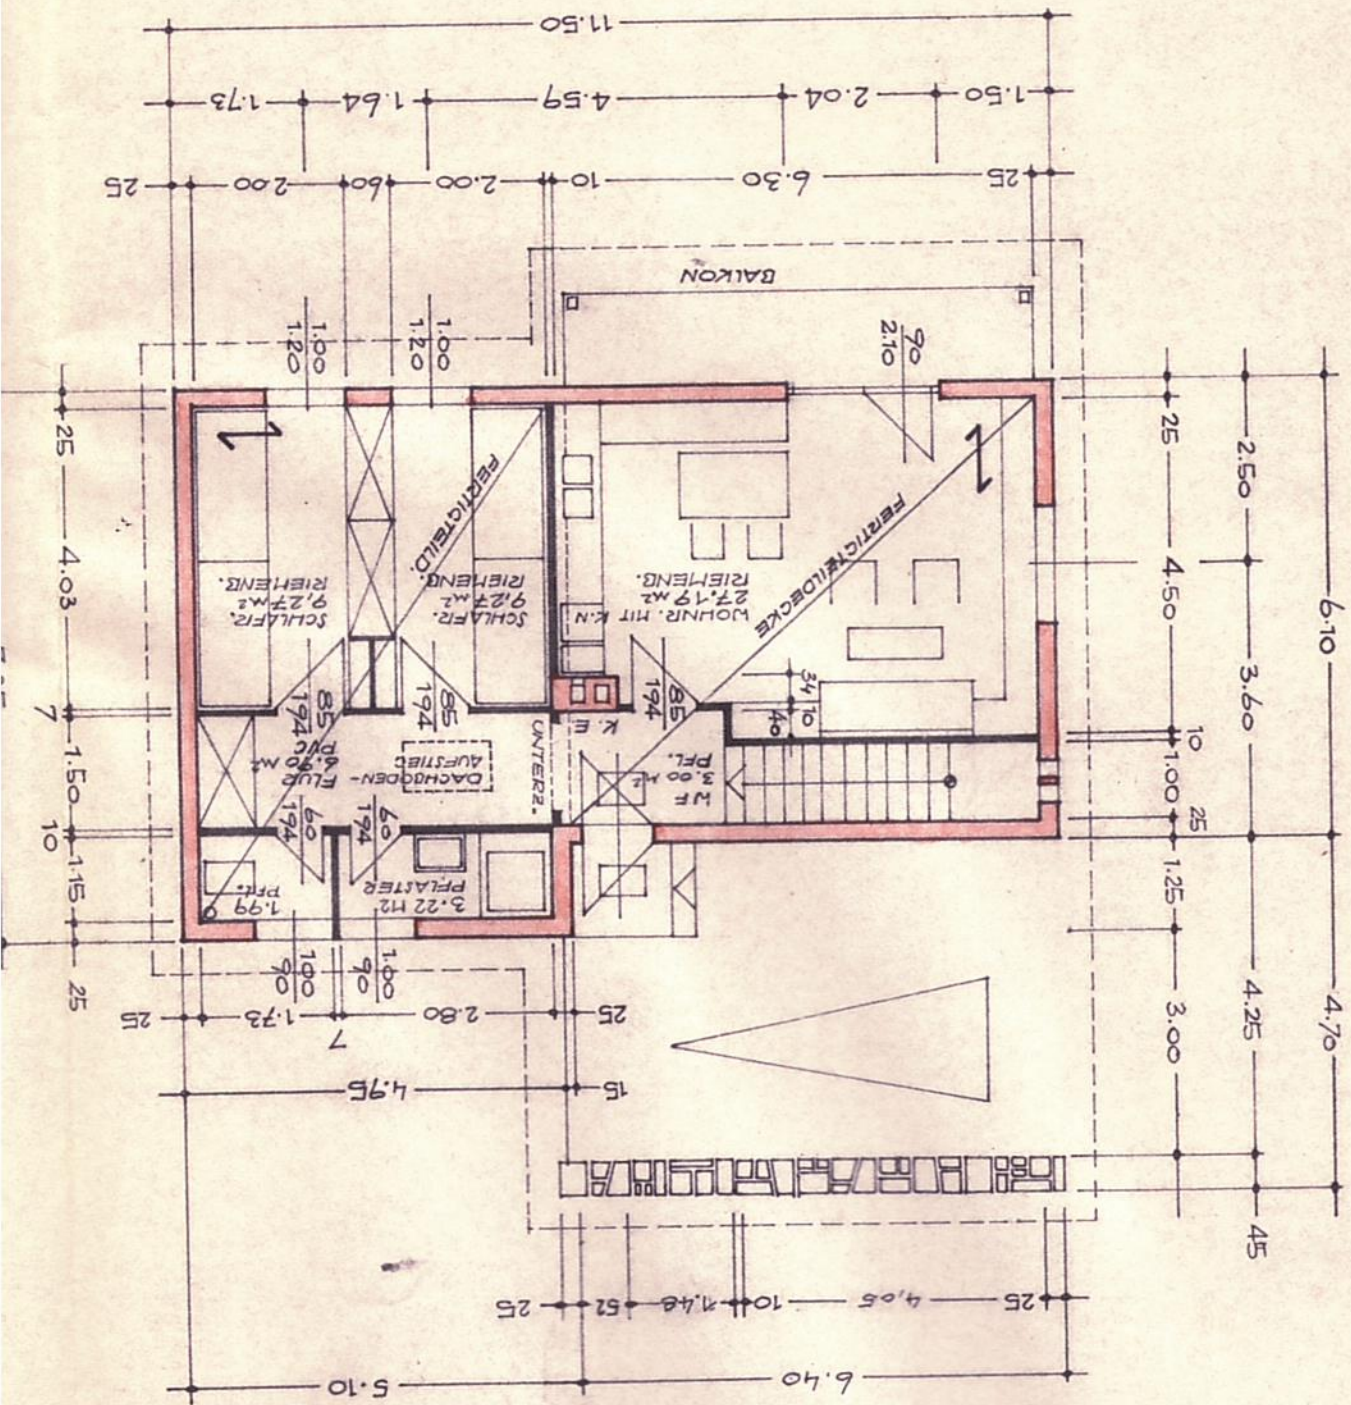 11.50
1.73 1.64 4.59 2.04 1.50
25 2.00 60 2.00 10 6.30 25
BALKON
1.00
1.20
1.00
1.20
90
2.10
FERTIGTEILD.
FERTIGTEILDECKE
SCHLAFR.
9,27 m²
RIEMENB.
SCHLAFR.
9,27 m²
RIEMENB.
WOHNR. MIT K.N
27.19 m²
RIEMENB.
85
194
85
194
85
194
34
10
40
K.E
UNTERZ.
FLUR
6.90 m²
PVC
DACHBODEN-
AUFSTIEG
WF
3.00 m²
PFL.
60
194
60
194
1.99
PFL.
3.22 M2
PFLASTER
1.00
90
1.00
90
25 1.73 7 2.80 25
4.95 15
25 52 1.48 10 4,05 25
5.10 6.40
25 4.03 7 1.50 10 1.15 25
25 4.50 10 1.00 25 1.25 3.00
2.50 3.60 4.25 45
6.10 4.70